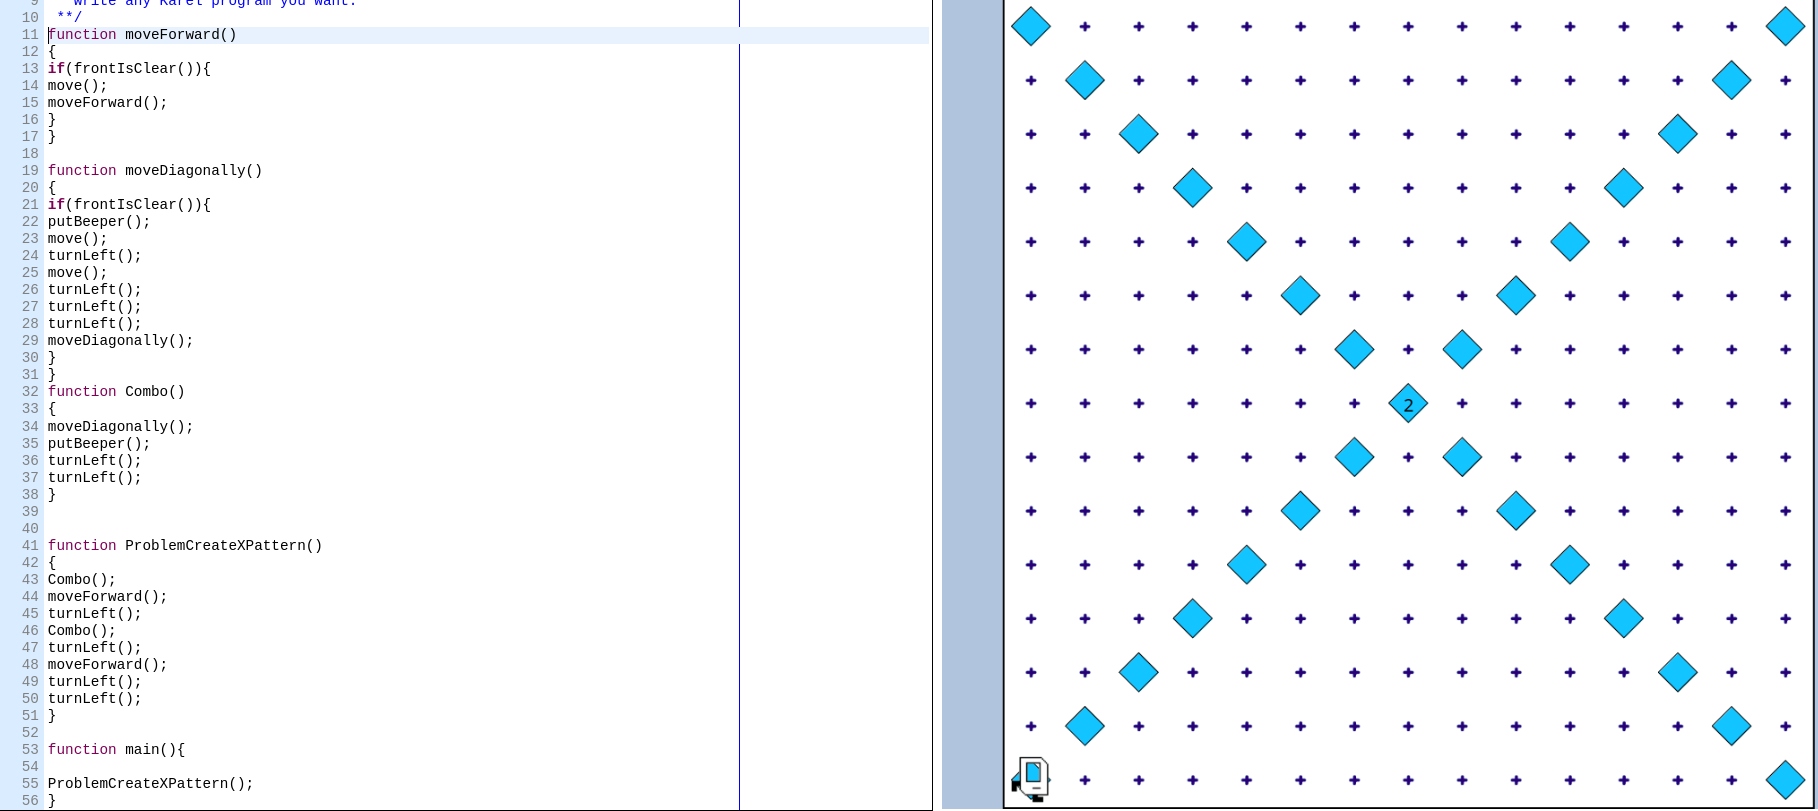 9   Write any Karel program you want.
10  **/
11 function moveForward()
12 {
13 if(frontIsClear()){
14 move();
15 moveForward();
16 }
17 }
18
19 function moveDiagonally()
20 {
21 if(frontIsClear()){
22 putBeeper();
23 move();
24 turnLeft();
25 move();
26 turnLeft();
27 turnLeft();
28 turnLeft();
29 moveDiagonally();
30 }
31 }
32 function Combo()
33 {
34 moveDiagonally();
35 putBeeper();
36 turnLeft();
37 turnLeft();
38 }
39
40
41 function ProblemCreateXPattern()
42 {
43 Combo();
44 moveForward();
45 turnLeft();
46 Combo();
47 turnLeft();
48 moveForward();
49 turnLeft();
50 turnLeft();
51 }
52
53 function main(){
54
55 ProblemCreateXPattern();
56 }
2